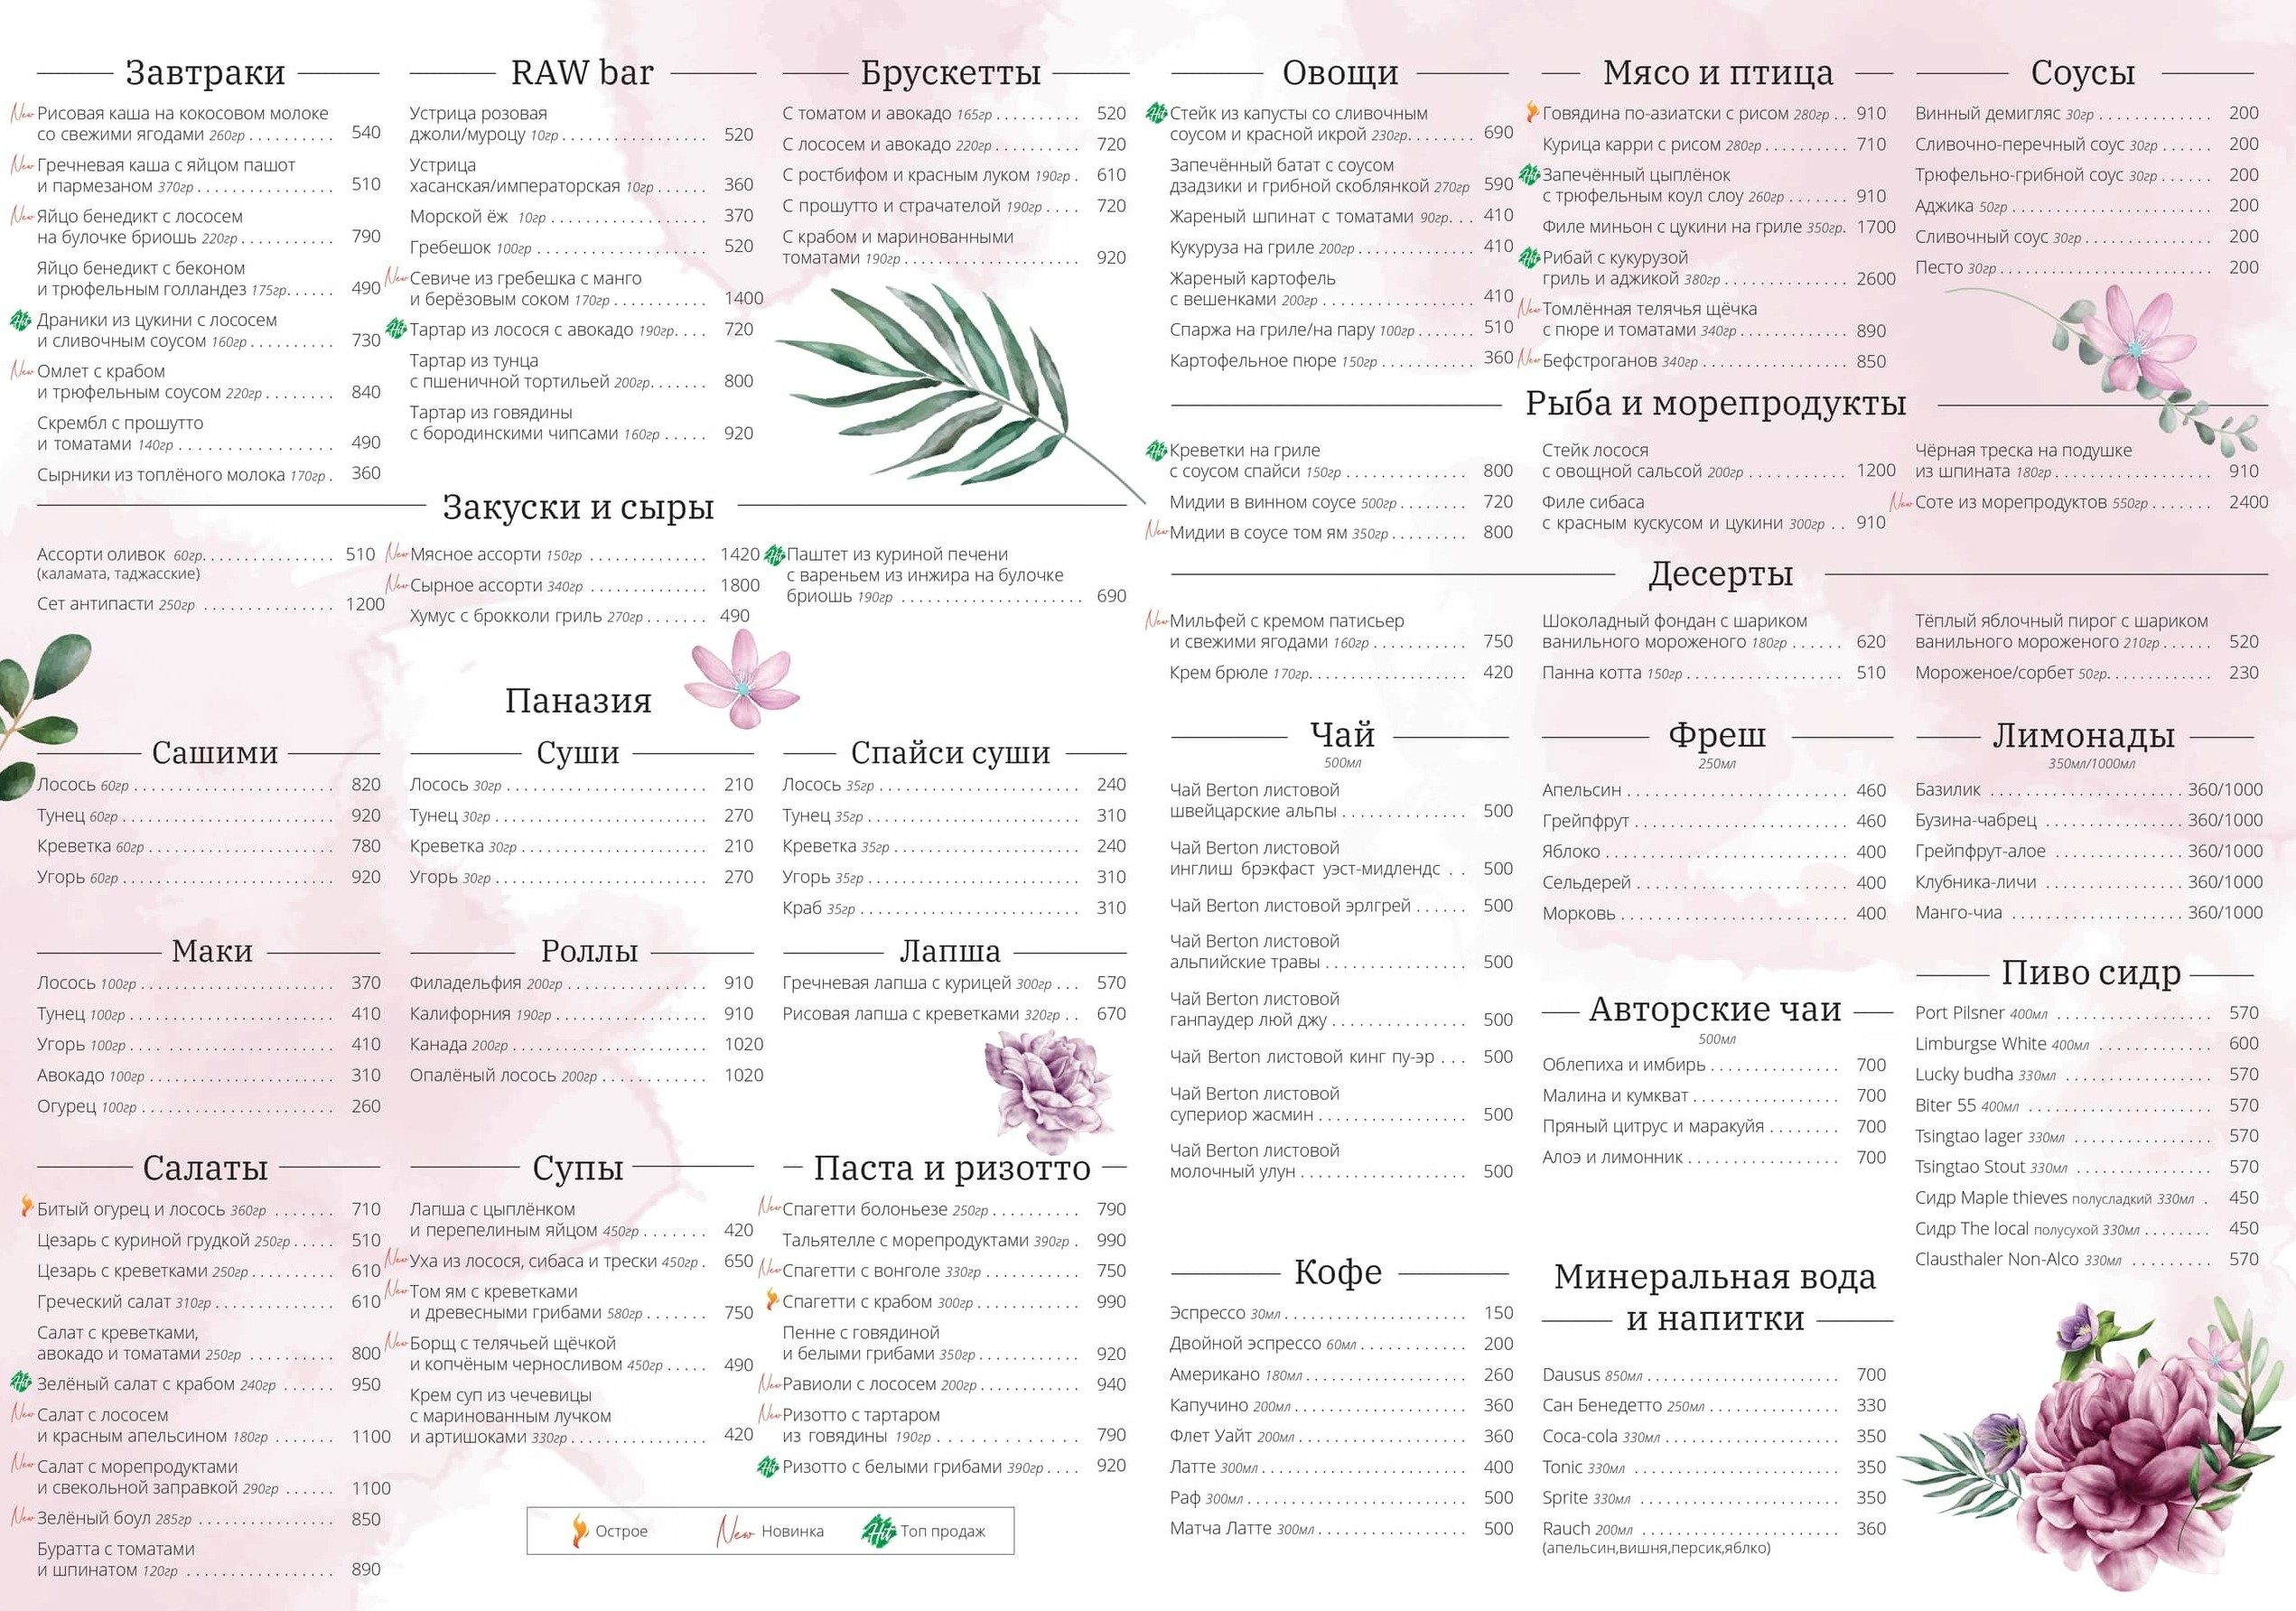 Завтраки
New Рисовая каша на кокосовом молоке
со свежими ягодами 260гр . . . . . . . . . . 540
New Гречневая каша с яйцом пашот
и пармезаном 370гр . . . . . . . . . . 510
New Яйцо бенедикт с лососем
на булочке бриошь 220гр . . . . . . . . . . 790
Яйцо бенедикт с беконом
и трюфельным голландез 175гр. . . . . . 490
Hit Драники из цукини с лососем
и сливочным соусом 160гр . . . . . . . . . 730
New Омлет с крабом
и трюфельным соусом 220гр . . . . . . . . 840
Скрембл с прошутто
и томатами 140гр . . . . . . . . . . 490
Сырники из топлёного молока 170гр . 360
RAW bar
Устрица розовая
джоли/муроцу 10гр . . . . . . . . . . 520
Устрица
хасанская/императорская 10гр . . . . . . 360
Морской ёж 10гр . . . . . . . . . . 370
Гребешок 100гр . . . . . . . . . . 520
New Севиче из гребешка с манго
и берёзовым соком 170гр . . . . . . . . . . 1400
Hit Тартар из лосося с авокадо 190гр. . . . 720
Тартар из тунца
с пшеничной тортильей 200гр. . . . . . . 800
Тартар из говядины
с бородинскими чипсами 160гр . . . . . 920
Брускетты
С томатом и авокадо 165гр . . . . . . . . . . 520
С лососем и авокадо 220гр . . . . . . . . . . 720
С ростбифом и красным луком 190гр . 610
С прошутто и страчателой 190гр . . . . 720
С крабом и маринованными
томатами 190гр . . . . . . . . . . 920
Закуски и сыры
Ассорти оливок 60гр. . . . . . . . . . 510
(каламата, таджасские)
Сет антипасти 250гр . . . . . . . . . . 1200
New Мясное ассорти 150гр . . . . . . . . . . 1420
New Сырное ассорти 340гр . . . . . . . . . . 1800
Хумус с брокколи гриль 270гр . . . . . . . 490
Hit Паштет из куриной печени
с вареньем из инжира на булочке
бриошь 190гр . . . . . . . . . . 690
Паназия
Сашими
Лосось 60гр . . . . . . . . . . 820
Тунец 60гр . . . . . . . . . . 920
Креветка 60гр . . . . . . . . . . 780
Угорь 60гр . . . . . . . . . . 920
Суши
Лосось 30гр . . . . . . . . . . 210
Тунец 30гр . . . . . . . . . . 270
Креветка 30гр . . . . . . . . . . 210
Угорь 30гр . . . . . . . . . . 270
Спайси суши
Лосось 35гр . . . . . . . . . . 240
Тунец 35гр . . . . . . . . . . 310
Креветка 35гр . . . . . . . . . . 240
Угорь 35гр . . . . . . . . . . 310
Краб 35гр . . . . . . . . . . 310
Маки
Лосось 100гр . . . . . . . . . . 370
Тунец 100гр . . . . . . . . . . 410
Угорь 100гр . . . . . . . . . . 410
Авокадо 100гр . . . . . . . . . . 310
Огурец 100гр . . . . . . . . . . 260
Роллы
Филадельфия 200гр . . . . . . . . . . 910
Калифорния 190гр . . . . . . . . . . 910
Канада 200гр . . . . . . . . . . 1020
Опалёный лосось 200гр . . . . . . . . . . 1020
Лапша
Гречневая лапша с курицей 300гр . . . 570
Рисовая лапша с креветками 320гр . . 670
Салаты
Битый огурец и лосось 360гр . . . . . . . 710
Цезарь с куриной грудкой 250гр . . . . . 510
Цезарь с креветками 250гр . . . . . . . . . . 610
Греческий салат 310гр . . . . . . . . . . 610
Салат с креветками,
авокадо и томатами 250гр . . . . . . . . . . 800
Hit Зелёный салат с крабом 240гр . . . . . . 950
New Салат с лососем
и красным апельсином 180гр . . . . . . . 1100
New Салат с морепродуктами
и свекольной заправкой 290гр . . . . . . 1100
New Зелёный боул 285гр . . . . . . . . . . 850
Буратта с томатами
и шпинатом 120гр . . . . . . . . . . 890
Супы
Лапша с цыплёнком
и перепелиным яйцом 450гр . . . . . . . 420
New Уха из лосося, сибаса и трески 450гр . 650
New Том ям с креветками
и древесными грибами 580гр . . . . . . . 750
New Борщ с телячьей щёчкой
и копчёным черносливом 450гр . . . . . 490
Крем суп из чечевицы
с маринованным лучком
и артишоками 330гр . . . . . . . . . . 420
Паста и ризотто
New Спагетти болоньезе 250гр . . . . . . . . . . 790
Тальятелле с морепродуктами 390гр . 990
New Спагетти с вонголе 330гр . . . . . . . . . . 750
Спагетти с крабом 300гр . . . . . . . . . . 990
Пенне с говядиной
и белыми грибами 350гр . . . . . . . . . . 920
New Равиоли с лососем 200гр . . . . . . . . . . 940
New Ризотто с тартаром
из говядины 190гр . . . . . . . . . . 790
Hit Ризотто с белыми грибами 390гр . . . . 920
Острое New Новинка Hit Топ продаж
Овощи
Hit Стейк из капусты со сливочным
соусом и красной икрой 230гр. . . . . . . 690
Запечённый батат с соусом
дзадзики и грибной скоблянкой 270гр 590
Жареный шпинат с томатами 90гр. . . 410
Кукуруза на гриле 200гр . . . . . . . . . . 410
Жареный картофель
с вешенками 200гр . . . . . . . . . . 410
Спаржа на гриле/на пару 100гр . . . . . . . 510
Картофельное пюре 150гр . . . . . . . . . . 360
Мясо и птица
Говядина по-азиатски с рисом 280гр . . 910
Курица карри с рисом 280гр . . . . . . . . . . 710
Hit Запечённый цыплёнок
с трюфельным коул слоу 260гр . . . . . . . 910
Филе миньон с цукини на гриле 350гр. 1700
Hit Рибай с кукурузой
гриль и аджикой 380гр . . . . . . . . . . 2600
New Томлённая телячья щёчка
с пюре и томатами 340гр . . . . . . . . . . 890
New Бефстроганов 340гр . . . . . . . . . . 850
Соусы
Винный демигляс 30гр . . . . . . . . . . 200
Сливочно-перечный соус 30гр . . . . . . 200
Трюфельно-грибной соус 30гр . . . . . . 200
Аджика 50гр . . . . . . . . . . 200
Сливочный соус 30гр . . . . . . . . . . 200
Песто 30гр . . . . . . . . . . 200
Рыба и морепродукты
Hit Креветки на гриле
с соусом спайси 150гр . . . . . . . . . . 800
Мидии в винном соусе 500гр . . . . . . . . 720
New Мидии в соусе том ям 350гр . . . . . . . . . 800
Стейк лосося
с овощной сальсой 200гр . . . . . . . . . . 1200
Филе сибаса
с красным кускусом и цукини 300гр . . 910
Чёрная треска на подушке
из шпината 180гр . . . . . . . . . . 910
New Соте из морепродуктов 550гр . . . . . . . 2400
Десерты
New Мильфей с кремом патисьер
и свежими ягодами 160гр . . . . . . . . . . 750
Крем брюле 170гр. . . . . . . . . . 420
Шоколадный фондан с шариком
ванильного мороженого 180гр . . . . . . 620
Панна котта 150гр . . . . . . . . . . 510
Тёплый яблочный пирог с шариком
ванильного мороженого 210гр . . . . . . 520
Мороженое/сорбет 50гр. . . . . . . . . . 230
Чай
500мл
Чай Berton листовой
швейцарские альпы . . . . . . . . . . 500
Чай Berton листовой
инглиш брэкфаст уэст-мидлендс . . 500
Чай Berton листовой эрлгрей . . . . . . 500
Чай Berton листовой
альпийские травы . . . . . . . . . . 500
Чай Berton листовой
ганпаудер люй джу . . . . . . . . . . 500
Чай Berton листовой кинг пу-эр . . . 500
Чай Berton листовой
супериор жасмин . . . . . . . . . . 500
Чай Berton листовой
молочный улун . . . . . . . . . . 500
Фреш
250мл
Апельсин . . . . . . . . . . 460
Грейпфрут . . . . . . . . . . 460
Яблоко . . . . . . . . . . 400
Сельдерей . . . . . . . . . . 400
Морковь . . . . . . . . . . 400
Лимонады
350мл/1000мл
Базилик . . . . . . . . . . 360/1000
Бузина-чабрец . . . . . . . . . . 360/1000
Грейпфрут-алое . . . . . . . . . . 360/1000
Клубника-личи . . . . . . . . . . 360/1000
Манго-чиа . . . . . . . . . . 360/1000
Авторские чаи
500мл
Облепиха и имбирь . . . . . . . . . . 700
Малина и кумкват . . . . . . . . . . 700
Пряный цитрус и маракуйя . . . . . . . . 700
Алоэ и лимонник . . . . . . . . . . 700
Пиво сидр
Port Pilsner 400мл . . . . . . . . . . 570
Limburgse White 400мл . . . . . . . . . . 600
Lucky budha 330мл . . . . . . . . . . 570
Biter 55 400мл . . . . . . . . . . 570
Tsingtao lager 330мл . . . . . . . . . . 570
Tsingtao Stout 330мл . . . . . . . . . . 570
Сидр Maple thieves полусладкий 330мл . 450
Сидр The local полусухой 330мл . . . . . . . . 450
Clausthaler Non-Alco 330мл . . . . . . . . . 570
Кофе
Эспрессо 30мл . . . . . . . . . . 150
Двойной эспрессо 60мл . . . . . . . . . . 200
Американо 180мл . . . . . . . . . . 260
Капучино 200мл . . . . . . . . . . 360
Флет Уайт 200мл . . . . . . . . . . 360
Латте 300мл . . . . . . . . . . 400
Раф 300мл . . . . . . . . . . 500
Матча Латте 300мл . . . . . . . . . . 500
Минеральная вода
и напитки
Dausus 850мл . . . . . . . . . . 700
Сан Бенедетто 250мл . . . . . . . . . . 330
Coca-cola 330мл . . . . . . . . . . 350
Tonic 330мл . . . . . . . . . . 350
Sprite 330мл . . . . . . . . . . 350
Rauch 200мл . . . . . . . . . . 360
(апельсин,вишня,персик,яблко)